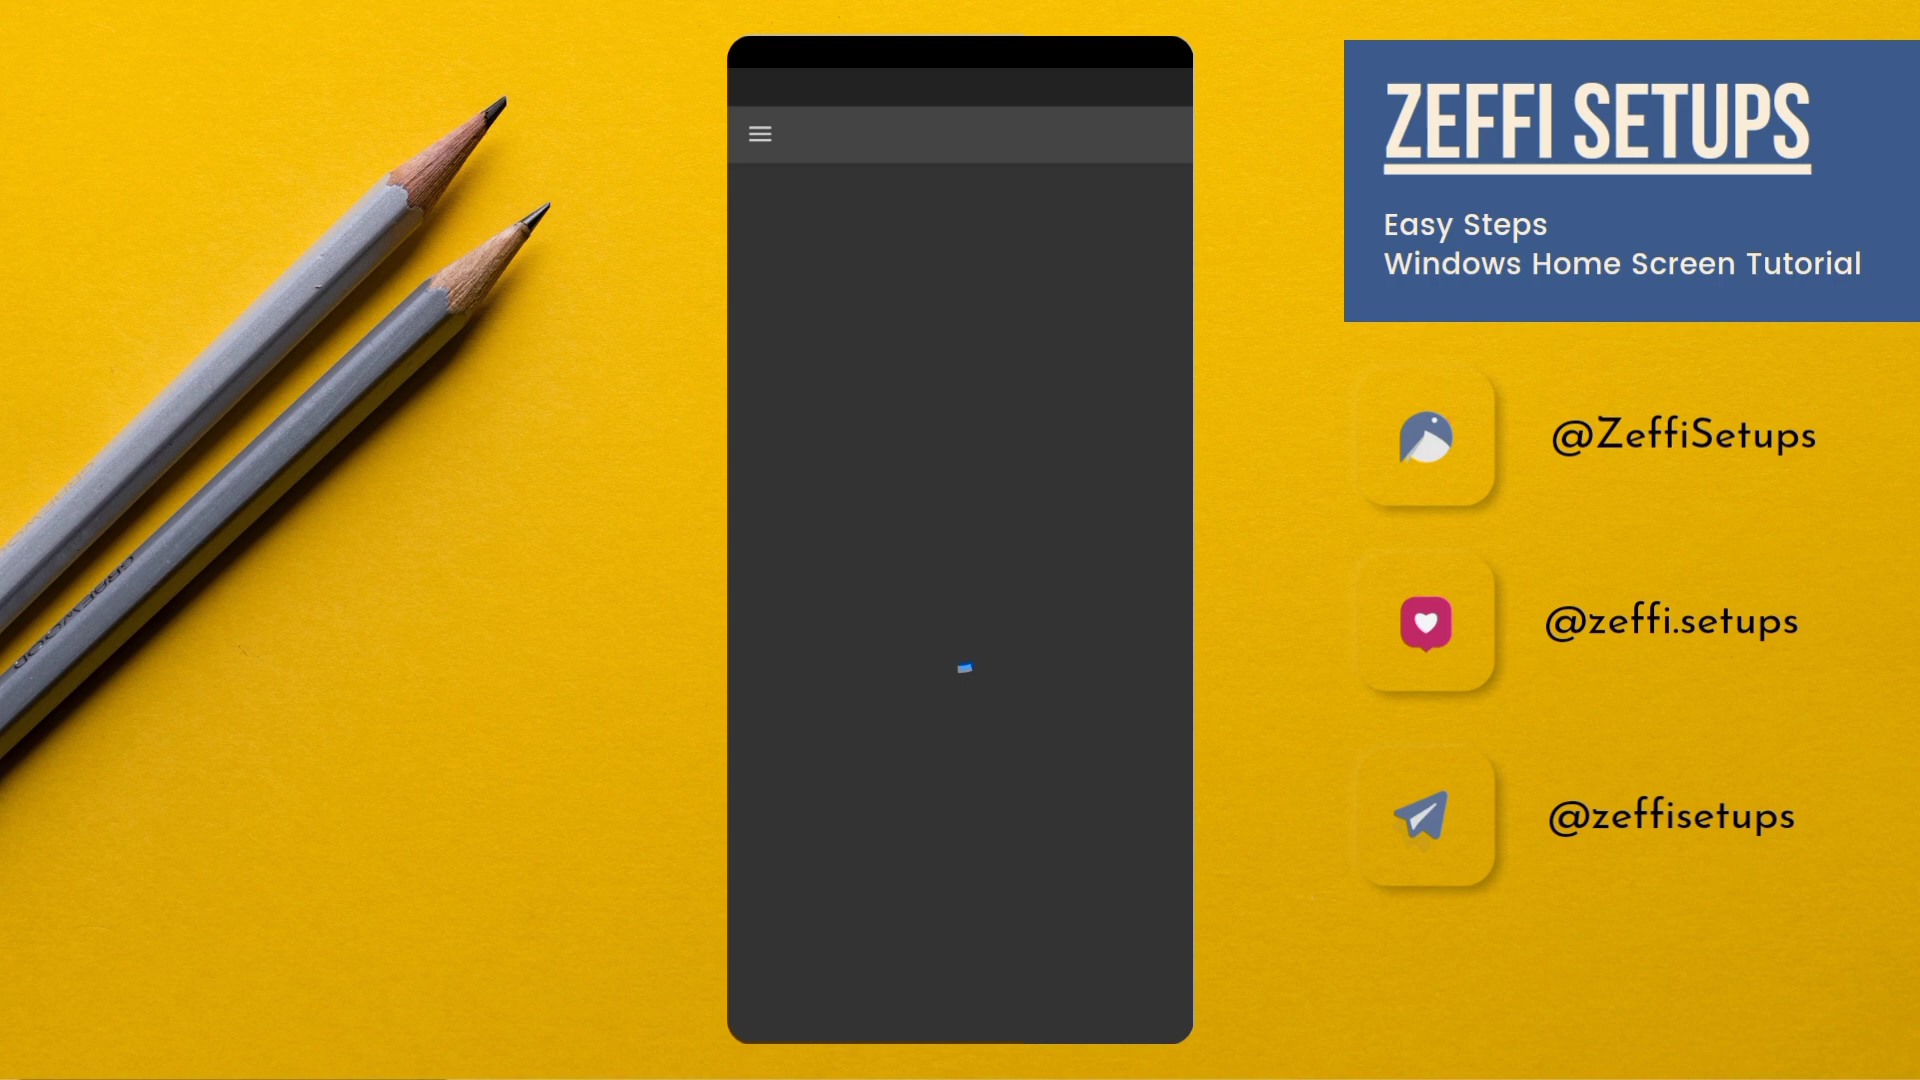 ZEFFI SETUPS
Easy Steps
Windows Home Screen Tutorial
@ZeffiSetups
@zeffi.setups
@zeffisetups